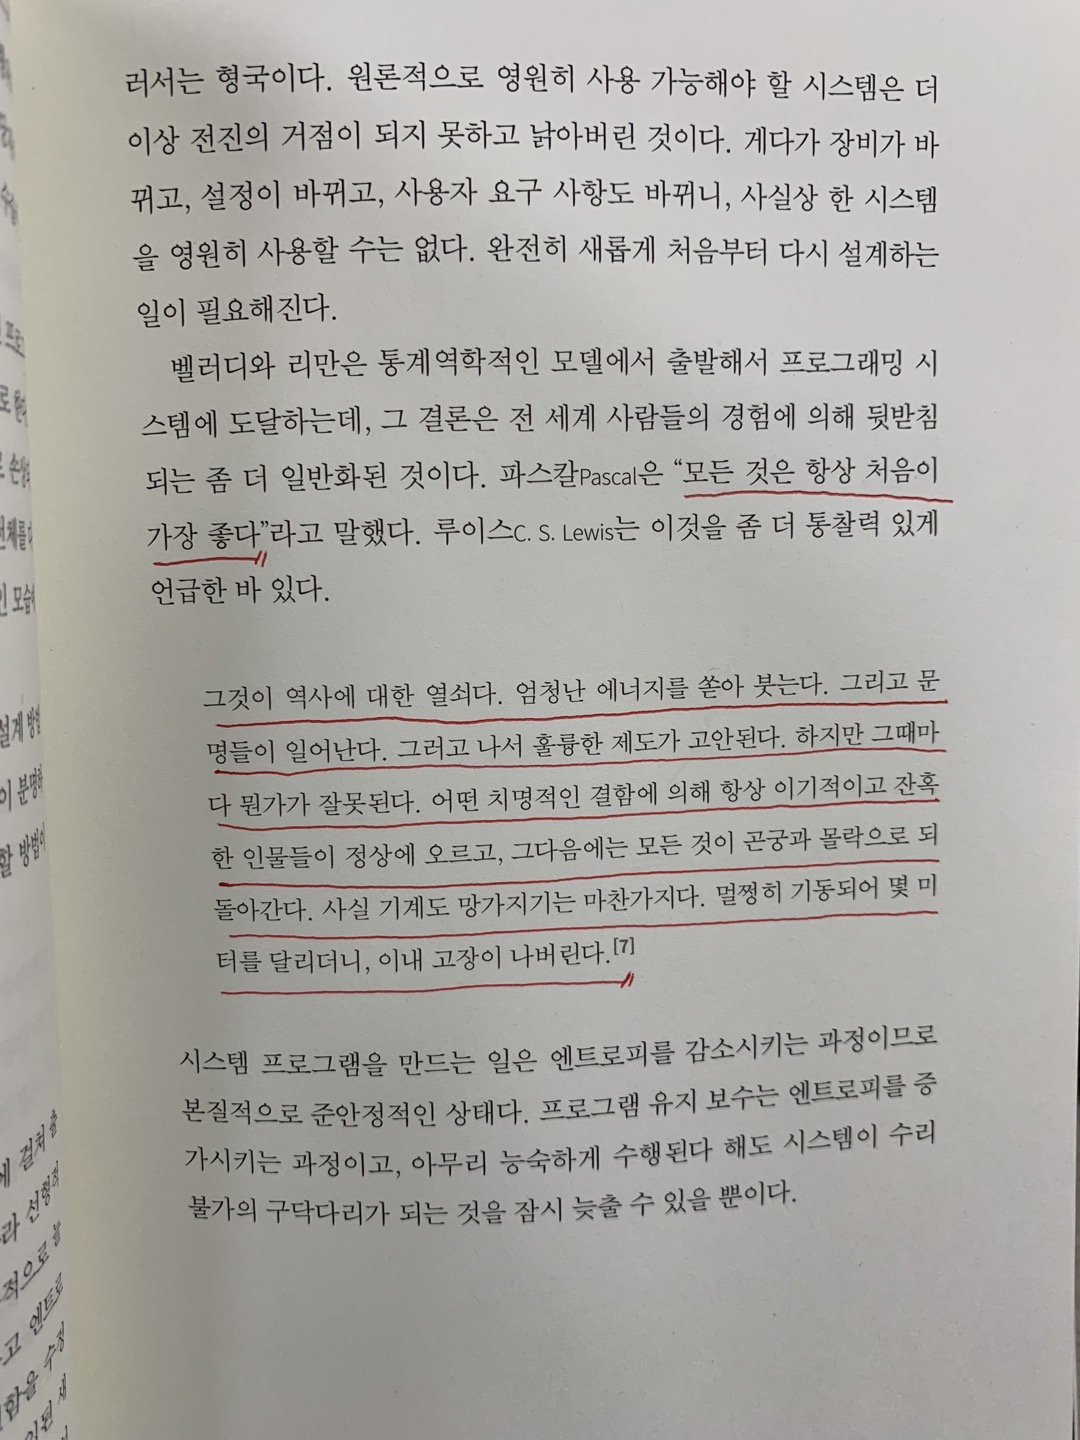 러서는 형국이다. 원론적으로 영원히 사용 가능해야 할 시스템은 더
이상 전진의 거점이 되지 못하고 낡아버린 것이다. 게다가 장비가 바
뀌고, 설정이 바뀌고, 사용자 요구 사항도 바뀌니, 사실상 한 시스템
을 영원히 사용할 수는 없다. 완전히 새롭게 처음부터 다시 설계하는
일이 필요해진다.
벨러디와 리만은 통계역학적인 모델에서 출발해서 프로그래밍 시
스템에 도달하는데, 그 결론은 전 세계 사람들의 경험에 의해 뒷받침
되는 좀 더 일반화된 것이다. 파스칼Pascal은 “모든 것은 항상 처음이
가장 좋다”라고 말했다. 루이스C. S. Lewis는 이것을 좀 더 통찰력 있게
언급한 바 있다.
그것이 역사에 대한 열쇠다. 엄청난 에너지를 쏟아 붓는다. 그리고 문
명들이 일어난다. 그러고 나서 훌륭한 제도가 고안된다. 하지만 그때마
다 뭔가가 잘못된다. 어떤 치명적인 결함에 의해 항상 이기적이고 잔혹
한 인물들이 정상에 오르고, 그다음에는 모든 것이 곤궁과 몰락으로 되
돌아간다. 사실 기계도 망가지기는 마찬가지다. 멀쩡히 기동되어 몇 미
터를 달리더니, 이내 고장이 나버린다.[7]
시스템 프로그램을 만드는 일은 엔트로피를 감소시키는 과정이므로
본질적으로 준안정적인 상태다. 프로그램 유지 보수는 엔트로피를 증
가시키는 과정이고, 아무리 능숙하게 수행된다 해도 시스템이 수리
불가의 구닥다리가 되는 것을 잠시 늦출 수 있을 뿐이다.